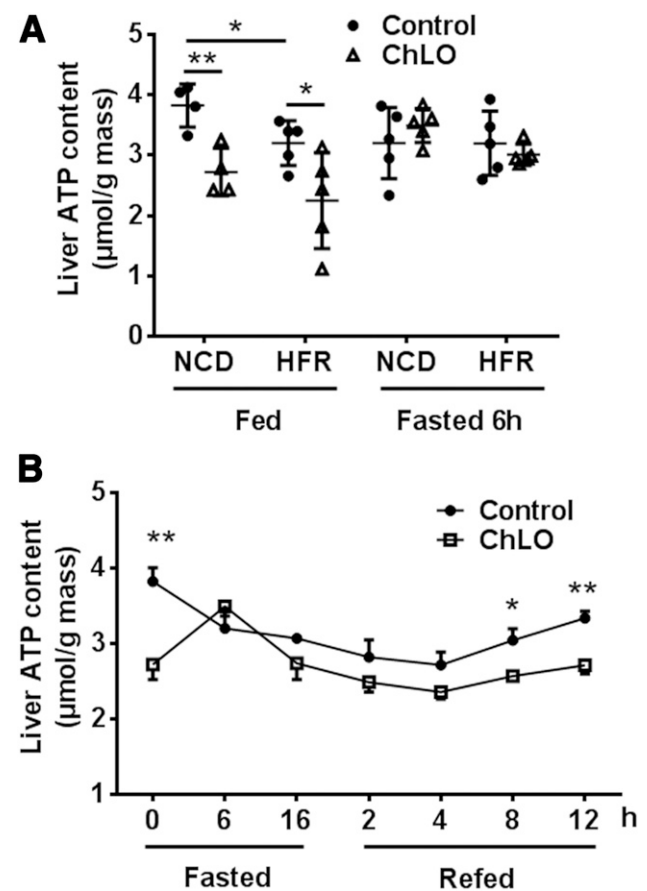 A
Control
ChLO
Liver ATP content
(µmol/g mass)
5
4
3
2
1
0
*
**
*
NCD HFR NCD HFR
Fed Fasted 6h
B
Control
ChLO
Liver ATP content
(µmol/g mass)
5
4
3
2
1
**
*
**
0 6 16 2 4 8 12 h
Fasted Refed